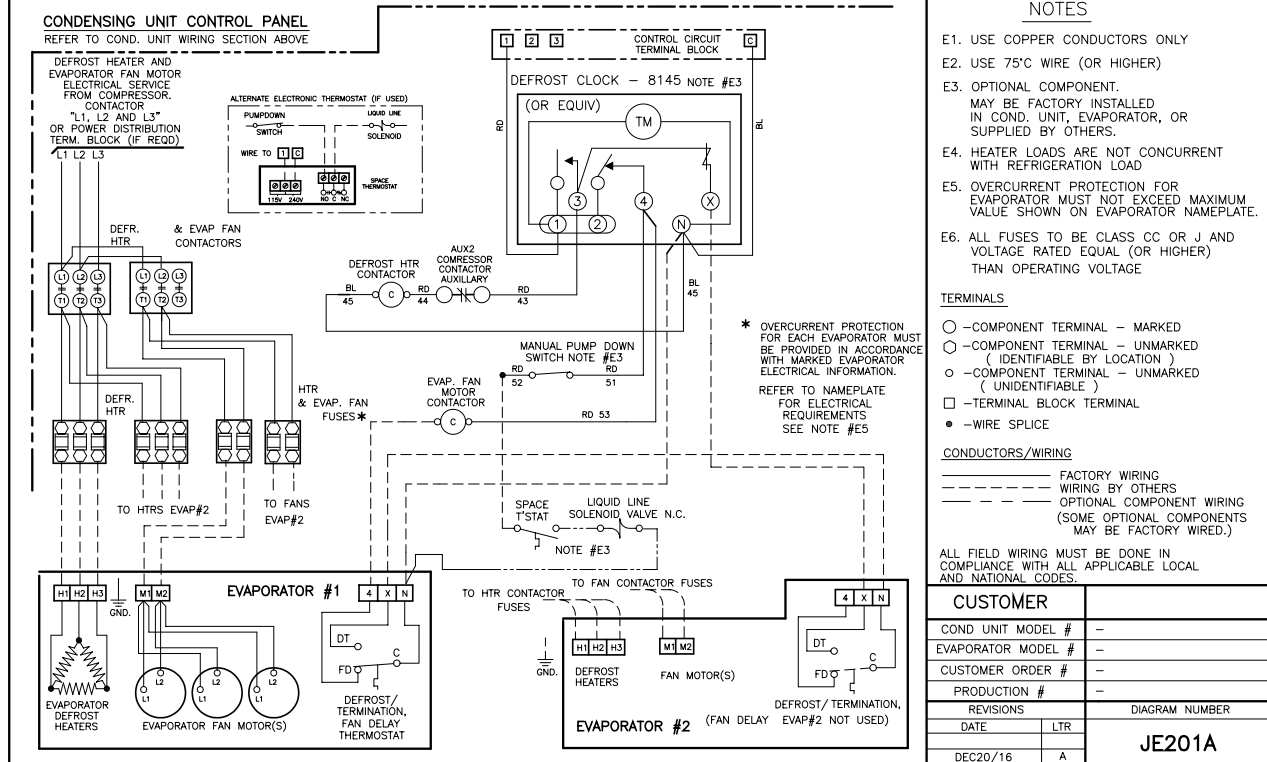 CONDENSING UNIT CONTROL PANEL
REFER TO COND. UNIT WIRING SECTION ABOVE
DEFROST HEATER AND
EVAPORATOR FAN MOTOR
ELECTRICAL SERVICE
FROM COMPRESSOR.
CONTACTOR
"L1, L2 AND L3"
OR POWER DISTRIBUTION
TERM. BLOCK (IF REQD)
L1 L2 L3
ALTERNATE ELECTRONIC THERMOSTAT (IF USED)
PUMPDOWN
SWITCH
LIQUID LINE
SOLENOID
WIRE TO 1 C
SPACE
THERMOSTAT
115V 240V NO C NC
1 2 3 C
CONTROL CIRCUIT
TERMINAL BLOCK
DEFROST CLOCK - 8145 NOTE #E3
(OR EQUIV)
TM
RD
BL
3 4 X
1 2 N
DEFR.
HTR
& EVAP FAN
CONTACTORS
L1 L2 L3
T1 T2 T3
L1 L2 L3
T1 T2 T3
DEFROST HTR
CONTACTOR
AUX2
COMRESSOR
CONTACTOR
AUXILLARY
BL
45
C
RD
44
RD
43
BL
45
MANUAL PUMP DOWN
SWITCH NOTE #E3
RD
52
RD
51
EVAP. FAN
MOTOR
CONTACTOR
C
RD 53
* OVERCURRENT PROTECTION
FOR EACH EVAPORATOR MUST
BE PROVIDED IN ACCORDANCE
WITH MARKED EVAPORATOR
ELECTRICAL INFORMATION.
REFER TO NAMEPLATE
FOR ELECTRICAL
REQUIREMENTS
SEE NOTE #E5
DEFR.
HTR
HTR
& EVAP. FAN
FUSES*
TO HTRS EVAP#2
TO FANS
EVAP#2
SPACE
T'STAT
LIQUID LINE
SOLENOID VALVE N.C.
NOTE #E3
EVAPORATOR #1
H1 H2 H3
GND.
M1 M2
4 X N
L2 L2 L2
L1 L1 L1
DT
C
FD
EVAPORATOR
DEFROST
HEATERS
EVAPORATOR FAN MOTOR(S)
DEFROST/
TERMINATION,
FAN DELAY
THERMOSTAT
TO FAN CONTACTOR FUSES
TO HTR CONTACTOR
FUSES
GND.
H1 H2 H3
M1 M2
4 X N
DEFROST
HEATERS
FAN MOTOR(S)
DT
C
FD
DEFROST/TERMINATION,
(FAN DELAY EVAP#2 NOT USED)
EVAPORATOR #2
NOTES
E1. USE COPPER CONDUCTORS ONLY
E2. USE 75°C WIRE (OR HIGHER)
E3. OPTIONAL COMPONENT.
MAY BE FACTORY INSTALLED
IN COND. UNIT, EVAPORATOR, OR
SUPPLIED BY OTHERS.
E4. HEATER LOADS ARE NOT CONCURRENT
WITH REFRIGERATION LOAD
E5. OVERCURRENT PROTECTION FOR
EVAPORATOR MUST NOT EXCEED MAXIMUM
VALUE SHOWN ON EVAPORATOR NAMEPLATE.
E6. ALL FUSES TO BE CLASS CC OR J AND
VOLTAGE RATED EQUAL (OR HIGHER)
THAN OPERATING VOLTAGE
TERMINALS
-COMPONENT TERMINAL - MARKED
-COMPONENT TERMINAL - UNMARKED
( IDENTIFIABLE BY LOCATION )
-COMPONENT TERMINAL - UNMARKED
( UNIDENTIFIABLE )
-TERMINAL BLOCK TERMINAL
-WIRE SPLICE
CONDUCTORS/WIRING
FACTORY WIRING
WIRING BY OTHERS
OPTIONAL COMPONENT WIRING
(SOME OPTIONAL COMPONENTS
MAY BE FACTORY WIRED.)
ALL FIELD WIRING MUST BE DONE IN
COMPLIANCE WITH ALL APPLICABLE LOCAL
AND NATIONAL CODES.
CUSTOMER
COND UNIT MODEL # -
EVAPORATOR MODEL # -
CUSTOMER ORDER # -
PRODUCTION # -
REVISIONS
DIAGRAM NUMBER
DATE LTR
JE201A
DEC20/16 A